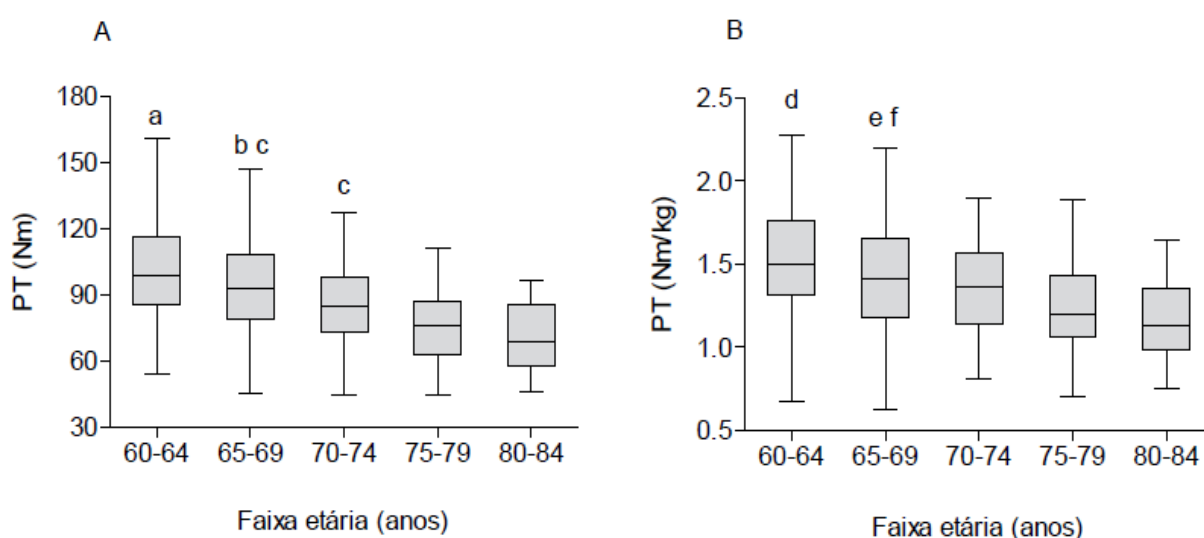 A
PT (Nm)
180
150
120
90
60
30
a
b c
c
60-64 65-69 70-74 75-79 80-84
Faixa etária (anos)
B
PT (Nm/kg)
2.5
2.0
1.5
1.0
0.5
d
e f
60-64 65-69 70-74 75-79 80-84
Faixa etária (anos)